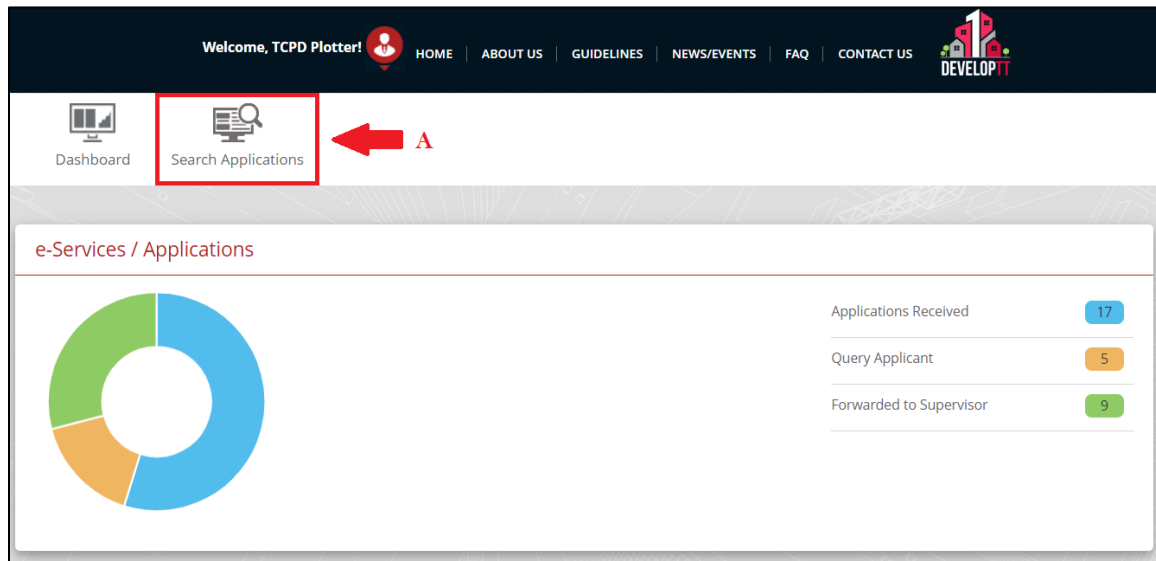 Welcome, TCPD Plotter!
HOME | ABOUT US | GUIDELINES | NEWS/EVENTS | FAQ | CONTACT US
DEVELOPTT
Dashboard
Search Applications
A
e-Services / Applications
Applications Received 17
Query Applicant 5
Forwarded to Supervisor 9